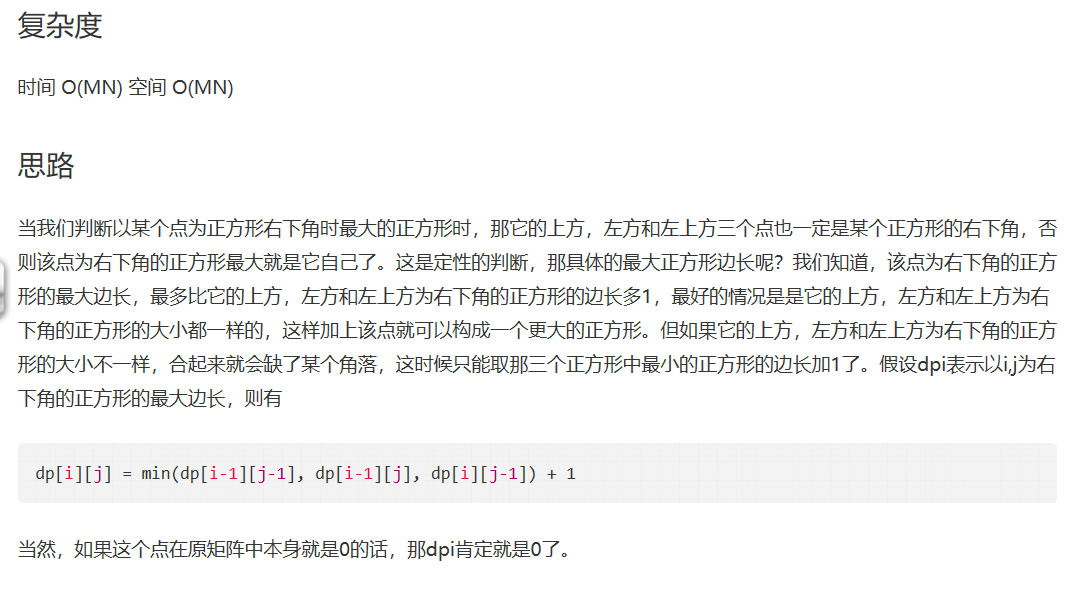 复杂度
时间 O(MN) 空间 O(MN)
思路
当我们判断以某个点为正方形右下角时最大的正方形时，那它的上方，左方和左上方三个点也一定是某个正方形的右下角，否
则该点为右下角的正方形最大就是它自己了。这是定性的判断，那具体的最大正方形边长呢？我们知道，该点为右下角的正方
形的最大边长，最多比它的上方，左方和左上方为右下角的正方形的边长多1，最好的情况是是它的上方，左方和左上方为右
下角的正方形的大小都一样的，这样加上该点就可以构成一个更大的正方形。但如果它的上方，左方和左上方为右下角的正方
形的大小不一样，合起来就会缺了某个角落，这时候只能取那三个正方形中最小的正方形的边长加1了。假设dpi表示以i,j为右
下角的正方形的最大边长，则有
dp[i][j] = min(dp[i-1][j-1], dp[i-1][j], dp[i][j-1]) + 1
当然，如果这个点在原矩阵中本身就是0的话，那dpi肯定就是0了。